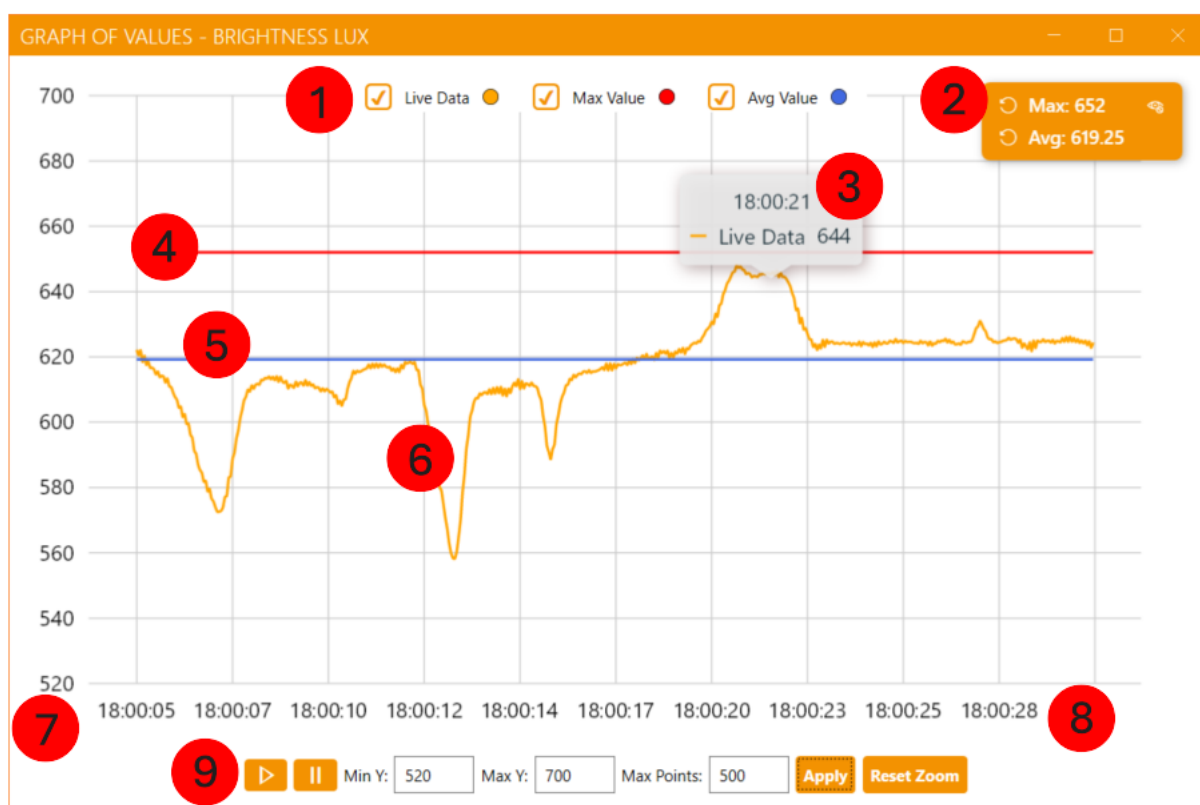 GRAPH OF VALUES - BRIGHTNESS LUX
1 Live Data Max Value Avg Value
2 Max: 652
Avg: 619.25
3
18:00:21
Live Data 644
4
5
6
700
680
660
640
620
600
580
560
540
520
18:00:05 18:00:07 18:00:10 18:00:12 18:00:14 18:00:17 18:00:20 18:00:23 18:00:25 18:00:28
7
8
9 Min Y: 520 Max Y: 700 Max Points: 500 Apply Reset Zoom